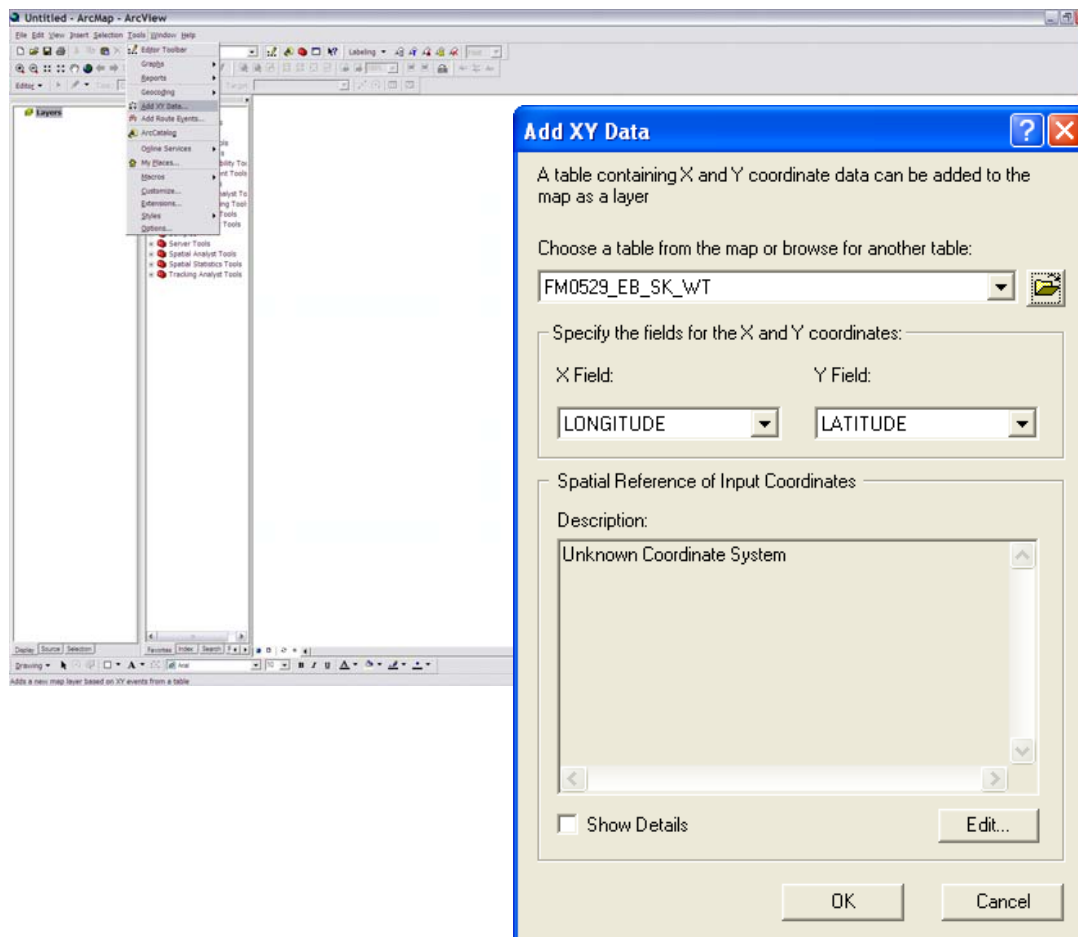 Untitled - ArcMap - ArcView
File Edit View Insert Selection Tools Window Help
Editor Toolbar
Labeling
Graphs
Reports
Editor
Target:
Geocoding
Layers
Add XY Data...
Add Route Events...
ArcCatalog
Online Services
My Places...
Macros
Customize...
Extensions...
Styles
Options...
Tools
Server Tools
Spatial Analyst Tools
Spatial Statistics Tools
Tracking Analyst Tools
Display Source Selection
Favorites Index Search
Drawing
Arial
10
B I U A
Adds a new map layer based on XY events from a table
Add XY Data
A table containing X and Y coordinate data can be added to the
map as a layer
Choose a table from the map or browse for another table:
FM0529_EB_SK_WT
Specify the fields for the X and Y coordinates:
X Field:
Y Field:
LONGITUDE
LATITUDE
Spatial Reference of Input Coordinates
Description:
Unknown Coordinate System
Show Details
Edit...
OK
Cancel